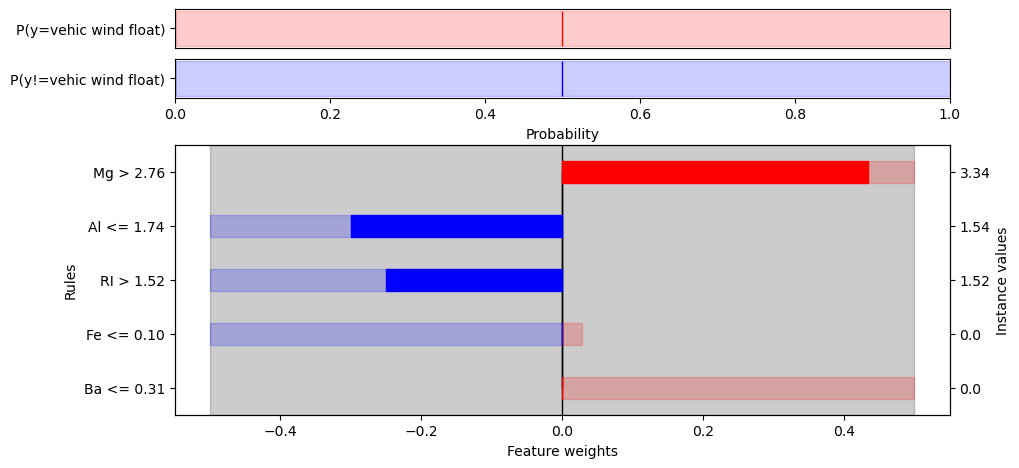 P(y=vehic wind float)
P(y!=vehic wind float)
0.0 0.2 0.4 0.6 0.8 1.0
Probability
Mg > 2.76 3.34
Al <= 1.74 1.54
RI > 1.52 1.52
Fe <= 0.10 0.0
Ba <= 0.31 0.0
Rules
Instance values
−0.4 −0.2 0.0 0.2 0.4
Feature weights